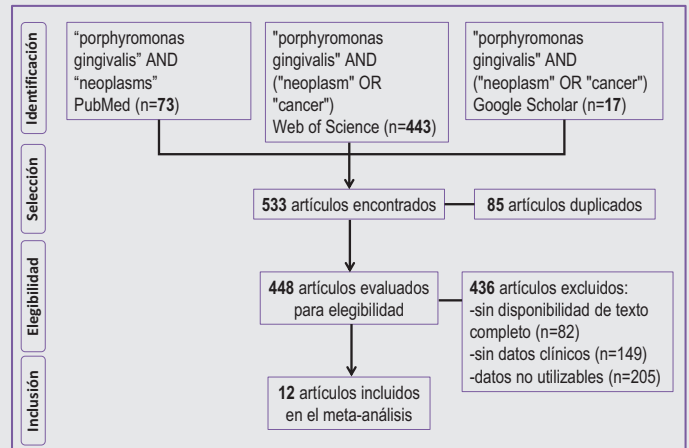 Identificación
“porphyromonas
gingivalis” AND
“neoplasms”
PubMed (n=73)
"porphyromonas
gingivalis" AND
("neoplasm" OR
"cancer")
Web of Science (n=443)
"porphyromonas
gingivalis" AND
("neoplasm" OR "cancer")
Google Scholar (n=17)
Selección
533 artículos encontrados
85 artículos duplicados
Elegibilidad
448 artículos evaluados
para elegibilidad
436 artículos excluidos:
-sin disponibilidad de texto
completo (n=82)
-sin datos clínicos (n=149)
-datos no utilizables (n=205)
Inclusión
12 artículos incluidos
en el meta-análisis